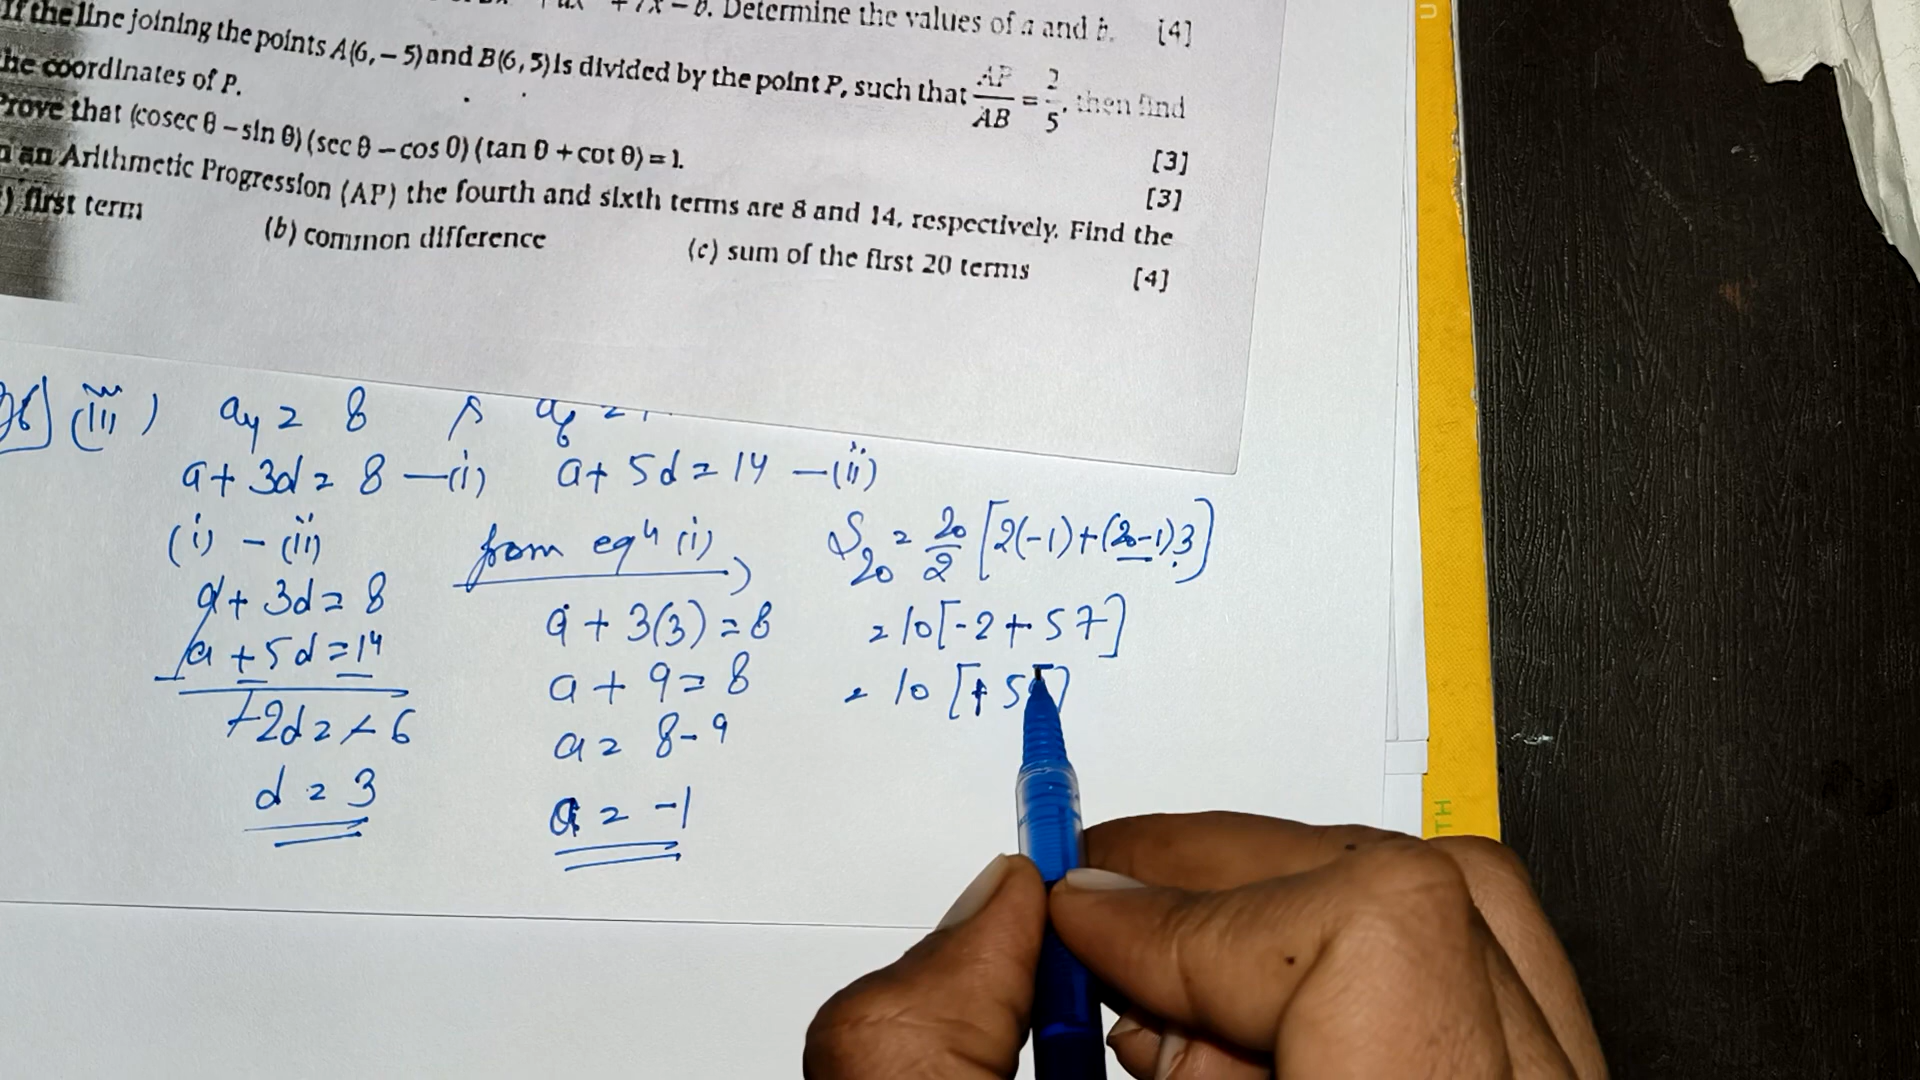 + 7x − b. Determine the values of a and b. [4]
If the line joining the points A(6, − 5) and B(6, 5) is divided by the point P, such that AP/AB = 2/5, then find
the coordinates of P. [3]
Prove that (cosec θ − sin θ) (sec θ − cos θ) (tan θ + cot θ) = 1. [3]
an Arithmetic Progression (AP) the fourth and sixth terms are 8 and 14, respectively. Find the
) first term (b) common difference (c) sum of the first 20 terms [4]
(iii) a4 = 8 ; a6 =
a + 3d = 8 —(i) a + 5d = 14 —(ii)
(i) − (ii)
a + 3d = 8
a + 5d = 14
−2d = −6
d = 3
from eqn (i),
a + 3(3) = 8
a + 9 = 8
a = 8 − 9
a = −1
S20 = 20/2 [2(−1)+(20−1)3]
= 10[−2 + 57]
= 10 [+ 5
U
TH